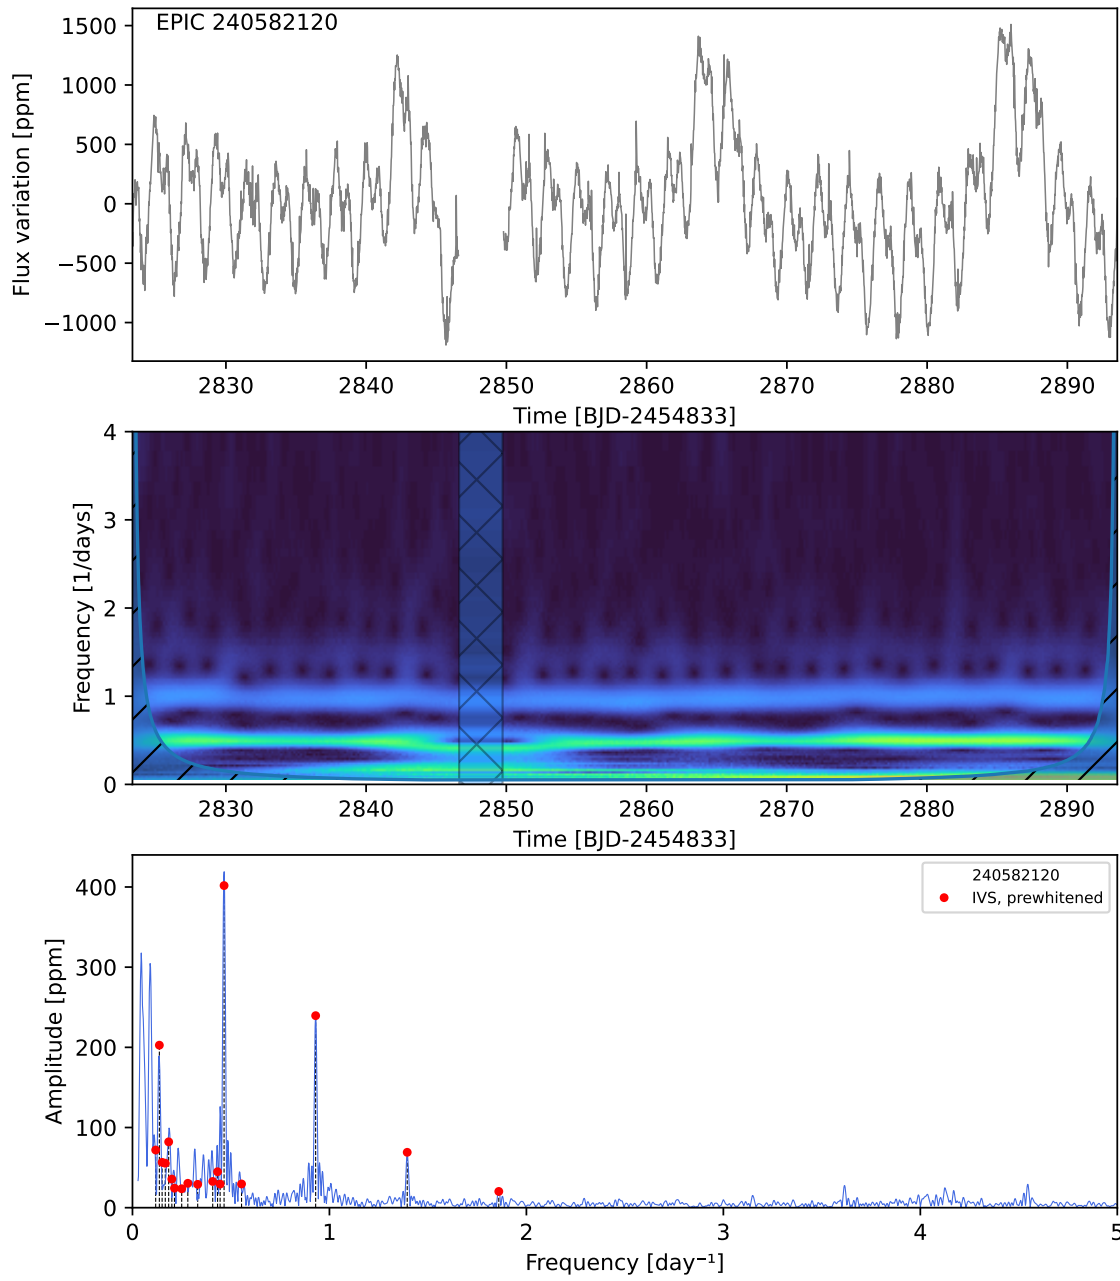 EPIC 240582120
1500
1000
500
0
−500
−1000
Flux variation [ppm]
2830 2840 2850 2860 2870 2880 2890
Time [BJD-2454833]
4
3
2
1
0
Frequency [1/days]
2830 2840 2850 2860 2870 2880 2890
Time [BJD-2454833]
240582120
IVS, prewhitened
400
300
200
100
0
Amplitude [ppm]
0 1 2 3 4 5
Frequency [day⁻¹]